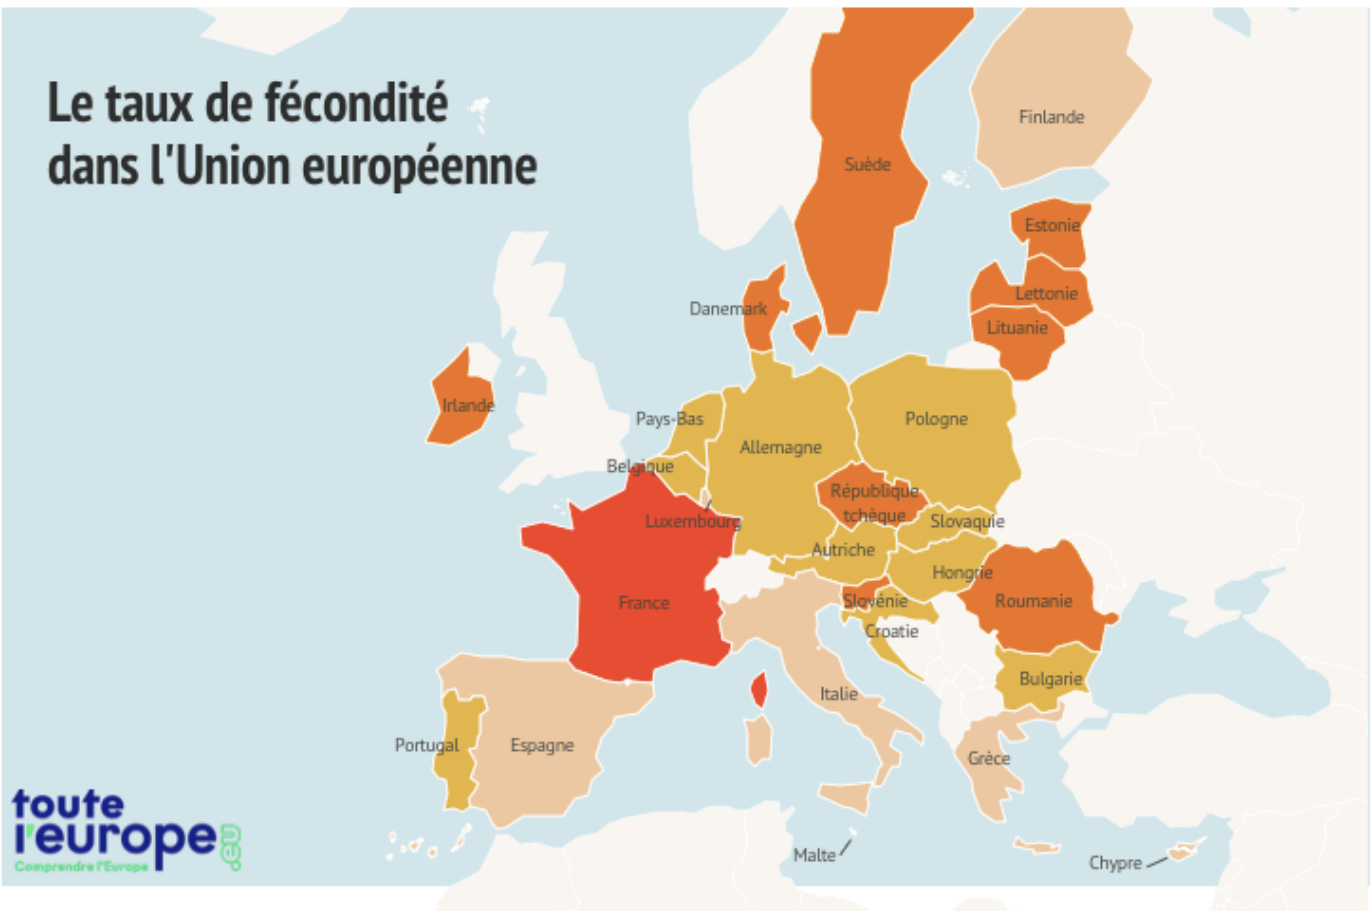 Le taux de fécondité
dans l'Union européenne
Finlande
Suède
Estonie
Lettonie
Danemark
Lituanie
Irlande
Pays-Bas
Pologne
Allemagne
Belgique
République
tchèque
Luxembourg
Slovaquie
Autriche
Hongrie
France
Slovénie
Roumanie
Croatie
Bulgarie
Italie
Portugal
Espagne
Grèce
toute
l'europe.eu
Comprendre l'Europe
Malte
Chypre